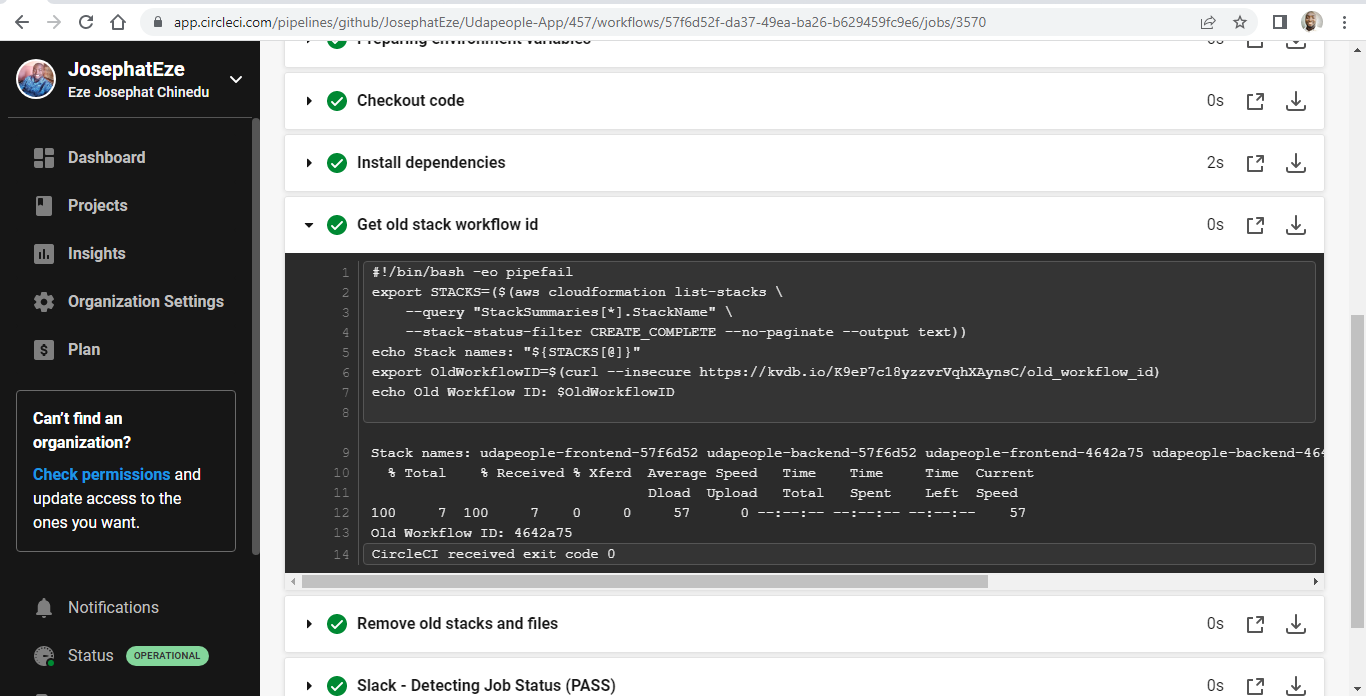 app.circleci.com/pipelines/github/JosephatEze/Udapeople-App/457/workflows/57f6d52f-da37-49ea-ba26-b629459fc9e6/jobs/3570
JosephatEze
Eze Josephat Chinedu
Dashboard
Projects
Insights
Organization Settings
Plan
Can't find an
organization?
Check permissions and
update access to the
ones you want.
Notifications
Status OPERATIONAL
Preparing environment variables 0s
Checkout code 0s
Install dependencies 2s
Get old stack workflow id 0s
1 #!/bin/bash -eo pipefail
2 export STACKS=($(aws cloudformation list-stacks \
3 --query "StackSummaries[*].StackName" \
4 --stack-status-filter CREATE_COMPLETE --no-paginate --output text))
5 echo Stack names: "${STACKS[@]}"
6 export OldWorkflowID=$(curl --insecure https://kvdb.io/K9eP7c18yzzvrVqhXAynsC/old_workflow_id)
7 echo Old Workflow ID: $OldWorkflowID
8
9 Stack names: udapeople-frontend-57f6d52 udapeople-backend-57f6d52 udapeople-frontend-4642a75 udapeople-backend-464
10 % Total % Received % Xferd Average Speed Time Time Time Current
11 Dload Upload Total Spent Left Speed
12 100 7 100 7 0 0 57 0 --:--:-- --:--:-- --:--:-- 57
13 Old Workflow ID: 4642a75
14 CircleCI received exit code 0
Remove old stacks and files 0s
Slack - Detecting Job Status (PASS) 0s